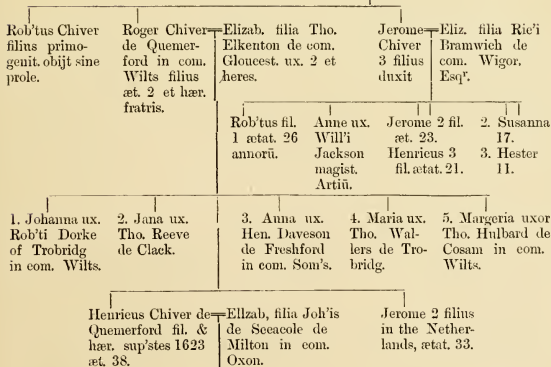 Rob'tus Chiver
filius primo-
genit. obijt sine
prole.
Roger Chiver
de Quemer-
ford in com.
Wilts filius
æt. 2 et hær.
fratris.
Elizab. filia Tho.
Elkenton de com.
Gloucest. ux. 2 et
heres.
Jerome
Chiver
3 filius
duxit
Eliz. filia Ric'i
Bramwich de
com. Wigor.
Esqr.
Rob'tus fil.
1 ætat. 26
annorū.
Anne ux.
Will'i
Jackson
magist.
Artiū.
Jerome 2 fil.
æt. 23.
Henricus 3
fil. ætat. 21.
2. Susanna
17.
3. Hester
11.
1. Johanna ux.
Rob'ti Dorke
of Trobridg
in com. Wilts.
2. Jana ux.
Tho. Reeve
de Clack.
3. Anna ux.
Hen. Daveson
de Freshford
in com. Som's.
4. Maria ux.
Tho. Wal-
lers de Tro-
bridg.
5. Margeria uxor
Tho. Hulbard de
Cosam in com.
Wilts.
Henricus Chiver de
Quemerford fil. &
hær. sup'stes 1623
æt. 38.
Elizab, filia Joh'is
de Sceacole de
Milton in com.
Oxon.
Jerome 2 filius
in the Nether-
lands, ætat. 33.